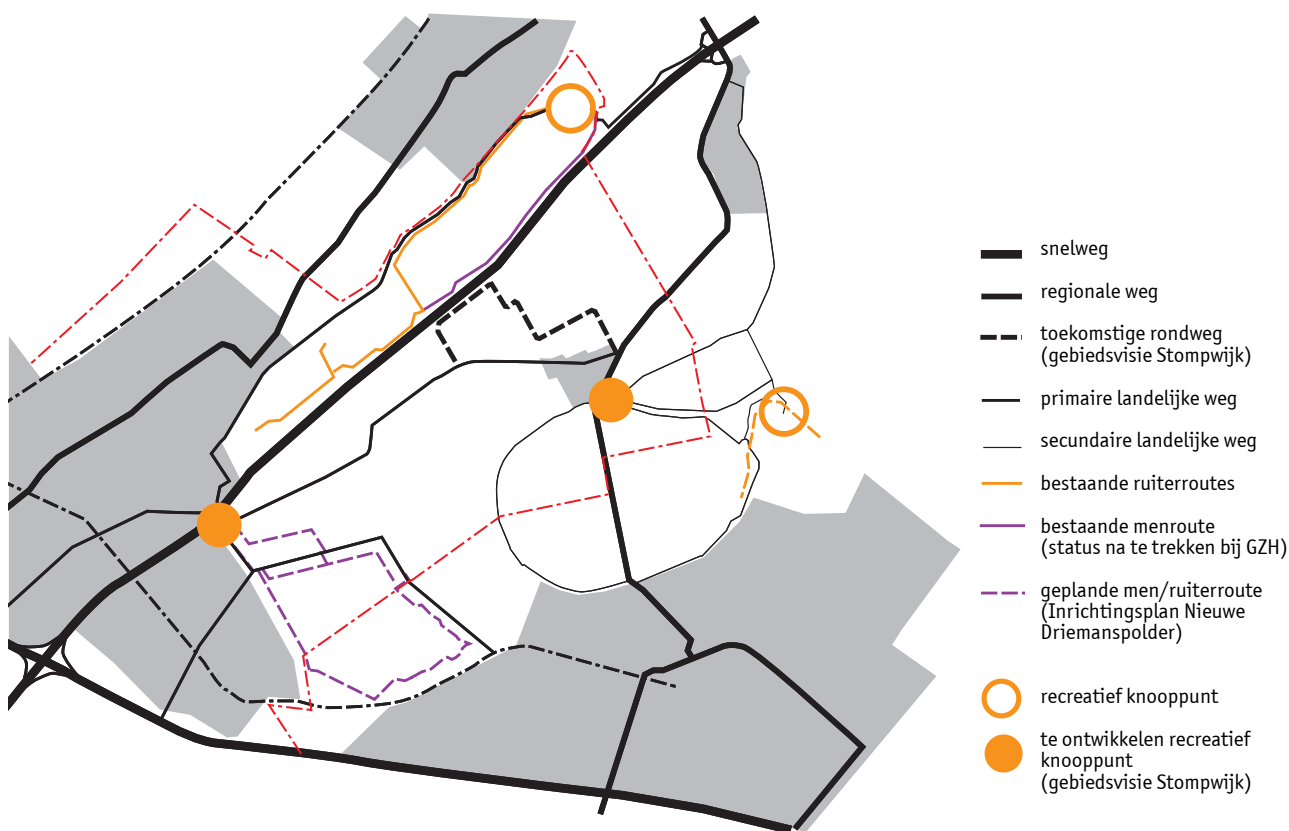 snelweg
regionale weg
toekomstige rondweg
(gebiedsvisie Stompwijk)
primaire landelijke weg
secundaire landelijke weg
bestaande ruiterroutes
bestaande menroute
(status na te trekken bij GZH)
geplande men/ruiterroute
(Inrichtingsplan Nieuwe
Driemanspolder)
recreatief knooppunt
te ontwikkelen recreatief
knooppunt
(gebiedsvisie Stompwijk)